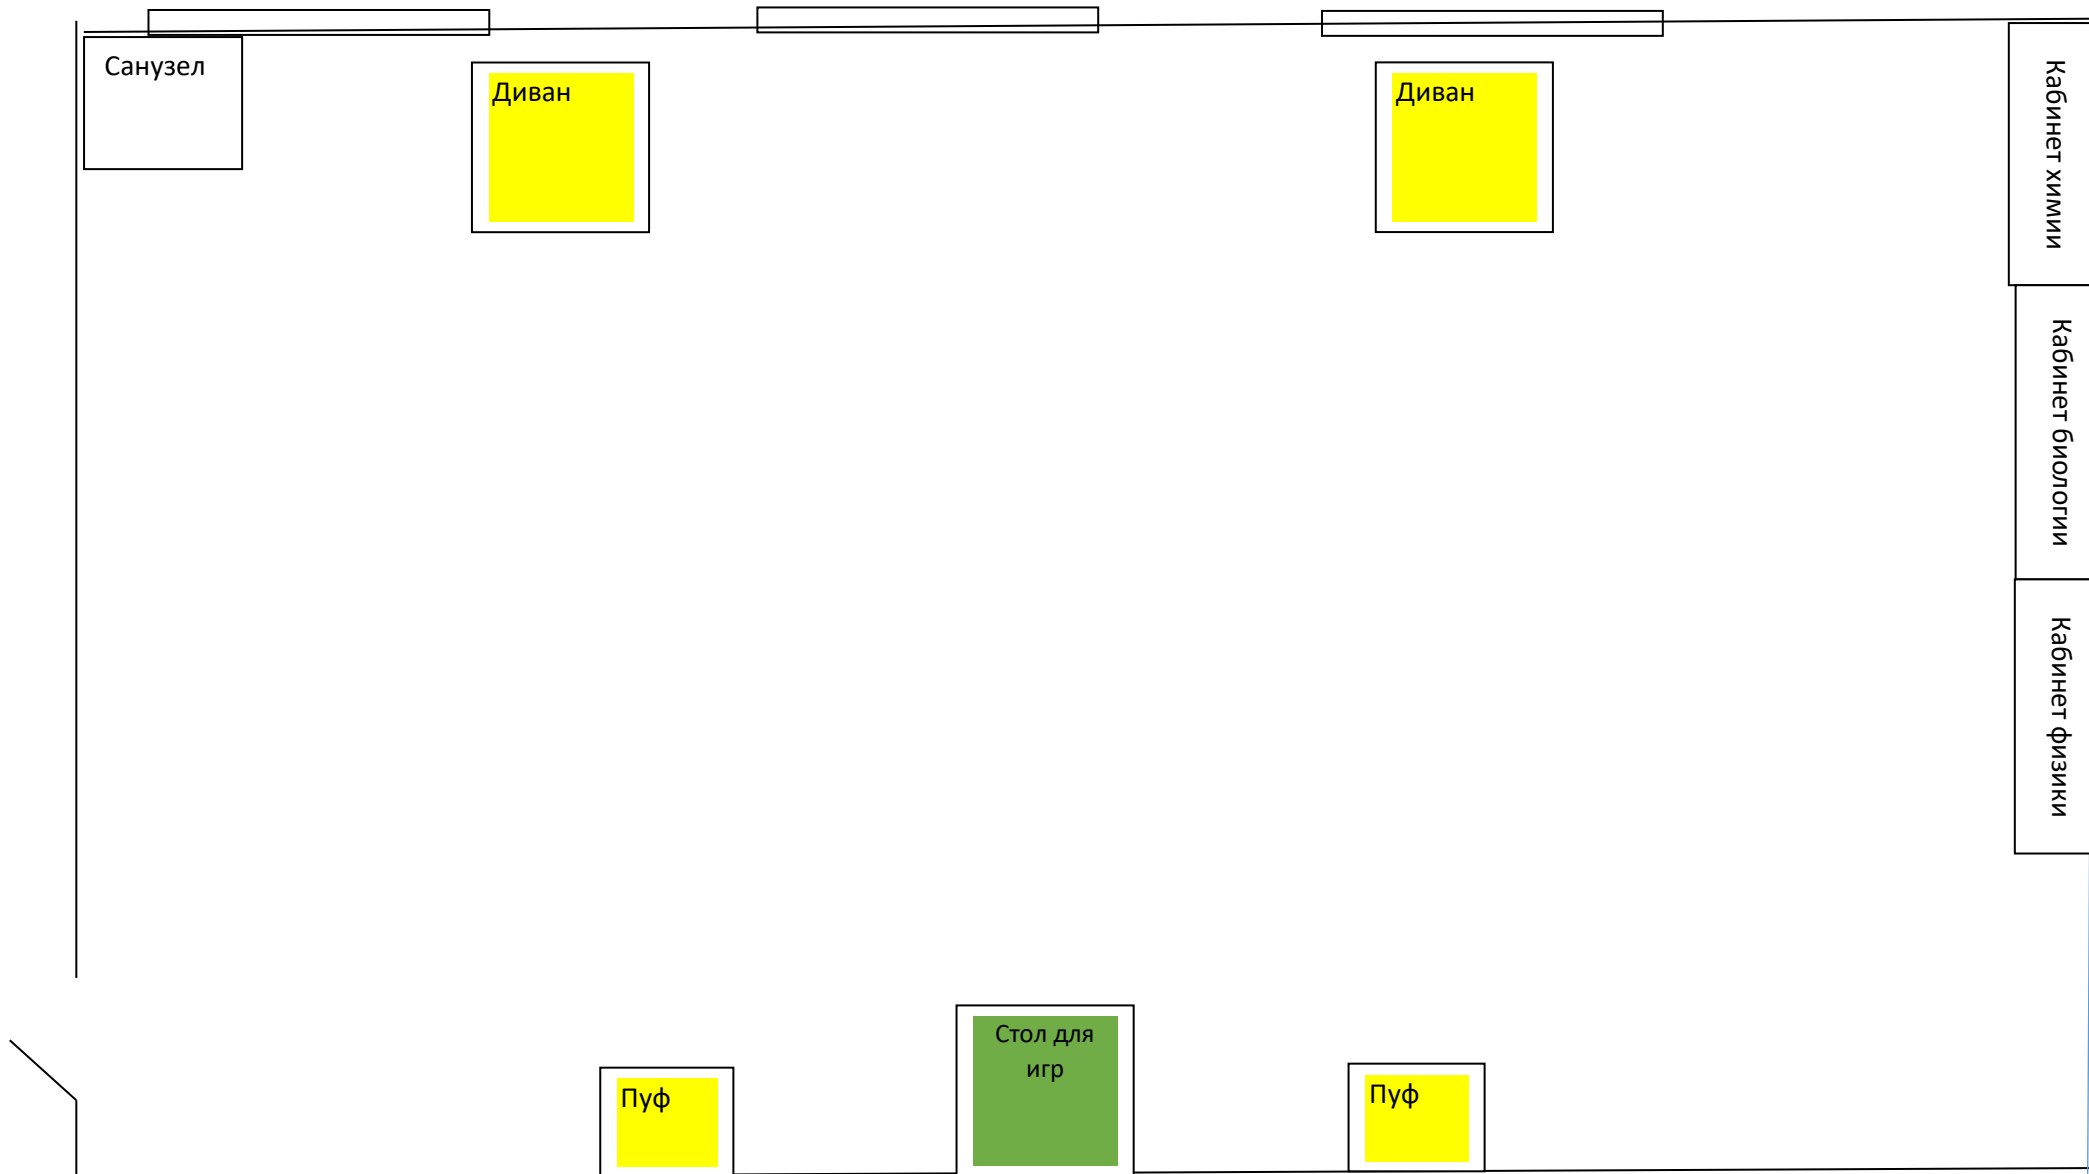 Санузел
Диван
Диван
Кабинет химии
Кабинет биологии
Кабинет физики
Стол для
игр
Пуф
Пуф